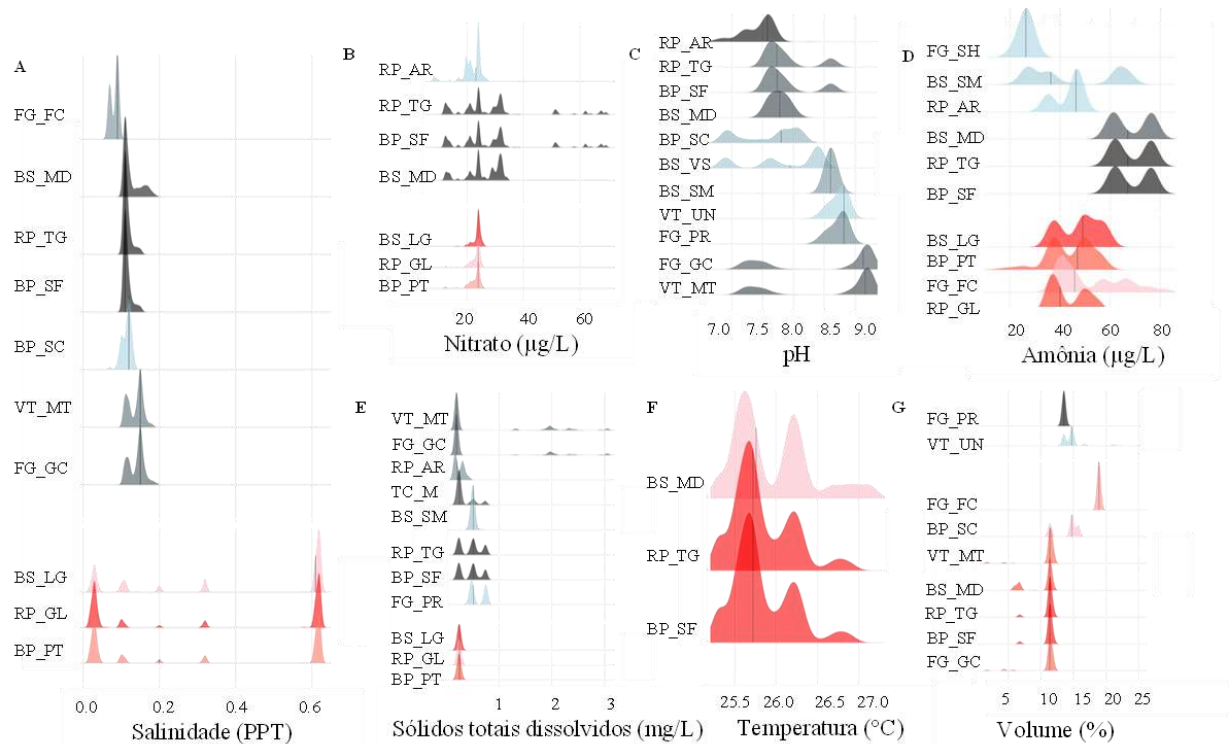 A
FG_FC
BS_MD
RP_TG
BP_SF
BP_SC
VT_MT
FG_GC
BS_LG
RP_GL
BP_PT
0.0 0.2 0.4 0.6
Salinidade (PPT)
B
RP_AR
RP_TG
BP_SF
BS_MD
BS_LG
RP_GL
BP_PT
20 40 60
Nitrato (µg/L)
C
RP_AR
RP_TG
BP_SF
BS_MD
BP_SC
BS_VS
BS_SM
VT_UN
FG_PR
FG_GC
VT_MT
7.0 7.5 8.0 8.5 9.0
pH
D
FG_SH
BS_SM
RP_AR
BS_MD
RP_TG
BP_SF
BS_LG
BP_PT
FG_FC
RP_GL
20 40 60 80
Amônia (µg/L)
E
VT_MT
FG_GC
RP_AR
TC_M
BS_SM
RP_TG
BP_SF
FG_PR
BS_LG
RP_GL
BP_PT
0 1 2 3
Sólidos totais dissolvidos (mg/L)
F
BS_MD
RP_TG
BP_SF
25.5 26.0 26.5 27.0
Temperatura (°C)
G
FG_PR
VT_UN
FG_FC
BP_SC
VT_MT
BS_MD
RP_TG
BP_SF
FG_GC
5 10 15 20 25
Volume (%)